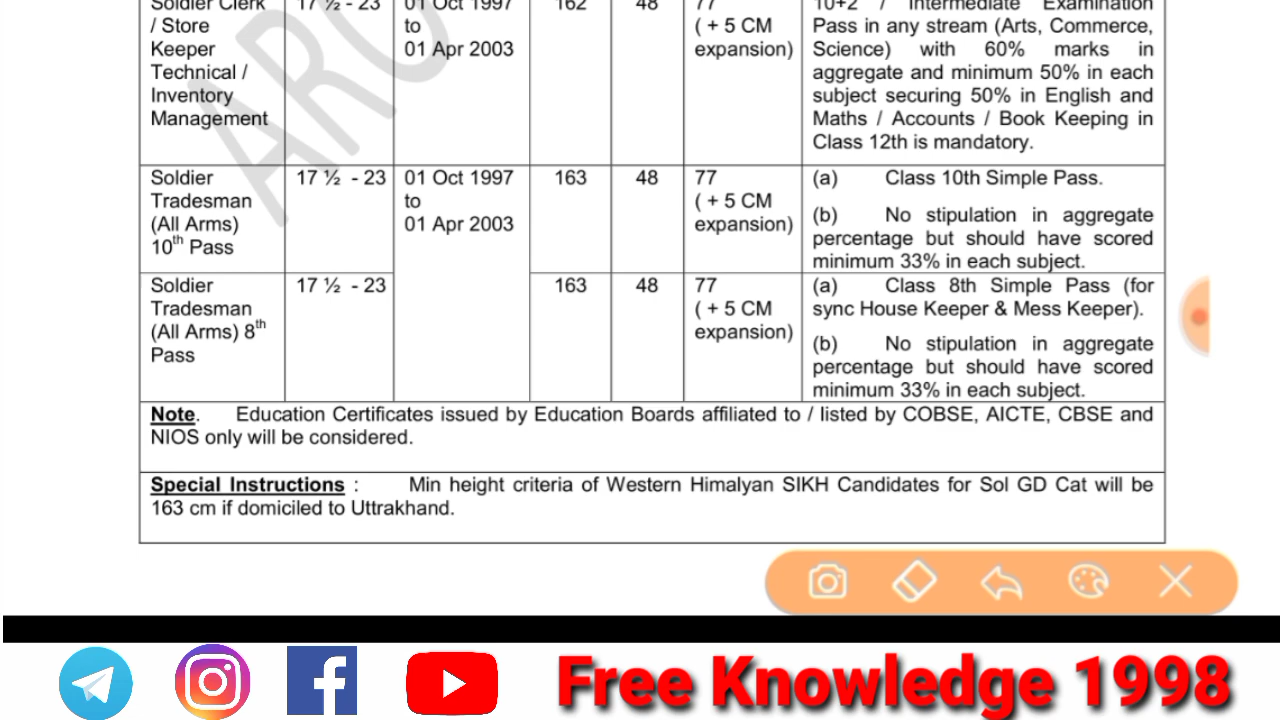 Soldier Clerk
/ Store
Keeper
Technical /
Inventory
Management
17 ½ - 23
01 Oct 1997
to
01 Apr 2003
162
48
77
( + 5 CM
expansion)
10+2 / Intermediate Examination
Pass in any stream (Arts, Commerce,
Science) with 60% marks in
aggregate and minimum 50% in each
subject securing 50% in English and
Maths / Accounts / Book Keeping in
Class 12th is mandatory.
Soldier
Tradesman
(All Arms)
10th Pass
17 ½ - 23
01 Oct 1997
to
01 Apr 2003
163
48
77
( + 5 CM
expansion)
(a) Class 10th Simple Pass.
(b) No stipulation in aggregate
percentage but should have scored
minimum 33% in each subject.
Soldier
Tradesman
(All Arms) 8th
Pass
17 ½ - 23
163
48
77
( + 5 CM
expansion)
(a) Class 8th Simple Pass (for
sync House Keeper & Mess Keeper).
(b) No stipulation in aggregate
percentage but should have scored
minimum 33% in each subject.
Note. Education Certificates issued by Education Boards affiliated to / listed by COBSE, AICTE, CBSE and
NIOS only will be considered.
Special Instructions : Min height criteria of Western Himalyan SIKH Candidates for Sol GD Cat will be
163 cm if domiciled to Uttrakhand.
ARO
Free Knowledge 1998